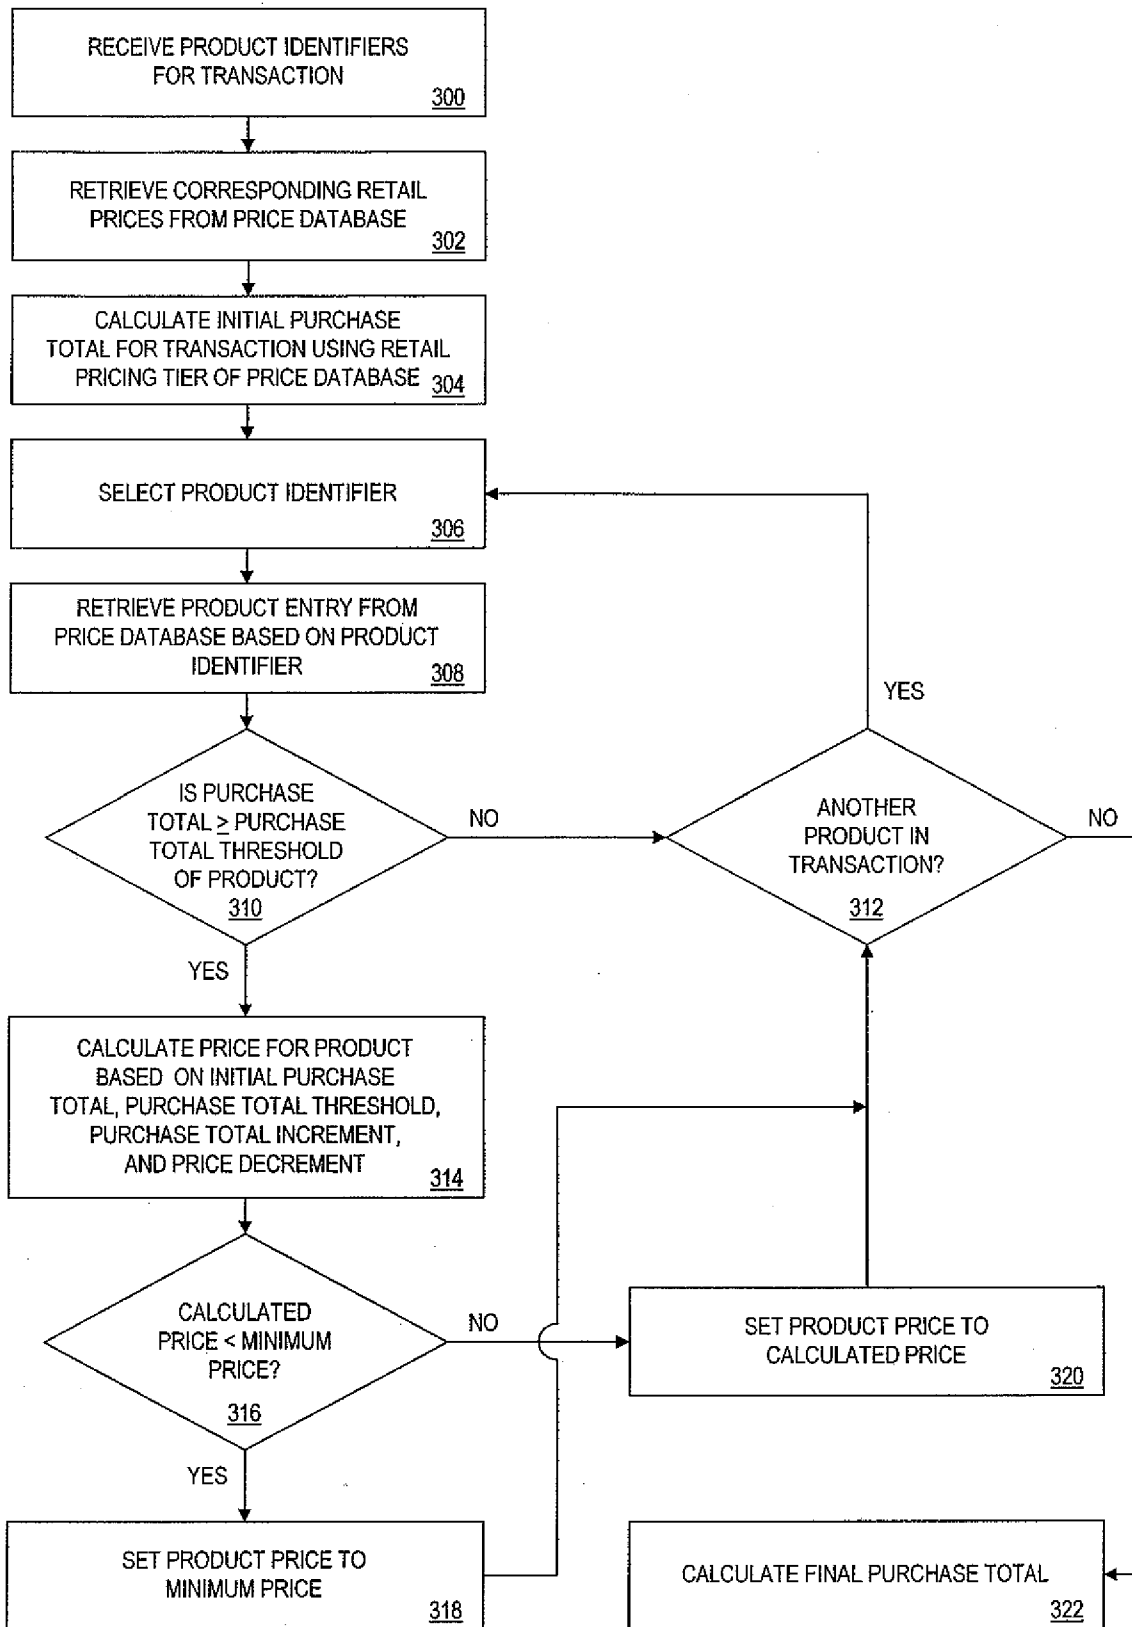 RECEIVE PRODUCT IDENTIFIERS
FOR TRANSACTION
300
RETRIEVE CORRESPONDING RETAIL
PRICES FROM PRICE DATABASE
302
CALCULATE INITIAL PURCHASE
TOTAL FOR TRANSACTION USING RETAIL
PRICING TIER OF PRICE DATABASE
304
SELECT PRODUCT IDENTIFIER
306
RETRIEVE PRODUCT ENTRY FROM
PRICE DATABASE BASED ON PRODUCT
IDENTIFIER
308
IS PURCHASE
TOTAL ≥ PURCHASE
TOTAL THRESHOLD
OF PRODUCT?
310
NO
YES
YES
ANOTHER
PRODUCT IN
TRANSACTION?
312
NO
CALCULATE PRICE FOR PRODUCT
BASED ON INITIAL PURCHASE
TOTAL, PURCHASE TOTAL THRESHOLD,
PURCHASE TOTAL INCREMENT,
AND PRICE DECREMENT
314
CALCULATED
PRICE < MINIMUM
PRICE?
316
NO
YES
SET PRODUCT PRICE TO
CALCULATED PRICE
320
SET PRODUCT PRICE TO
MINIMUM PRICE
318
CALCULATE FINAL PURCHASE TOTAL
322